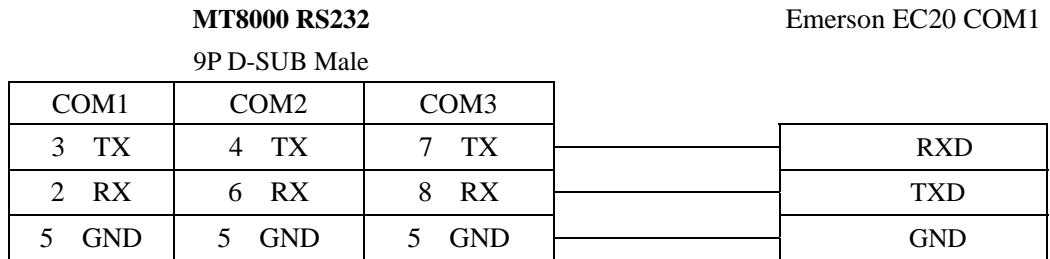 MT8000 RS232 Emerson EC20 COM1
9P D-SUB Male
COM1 COM2 COM3
3 TX 4 TX 7 TX RXD
2 RX 6 RX 8 RX TXD
5 GND 5 GND 5 GND GND